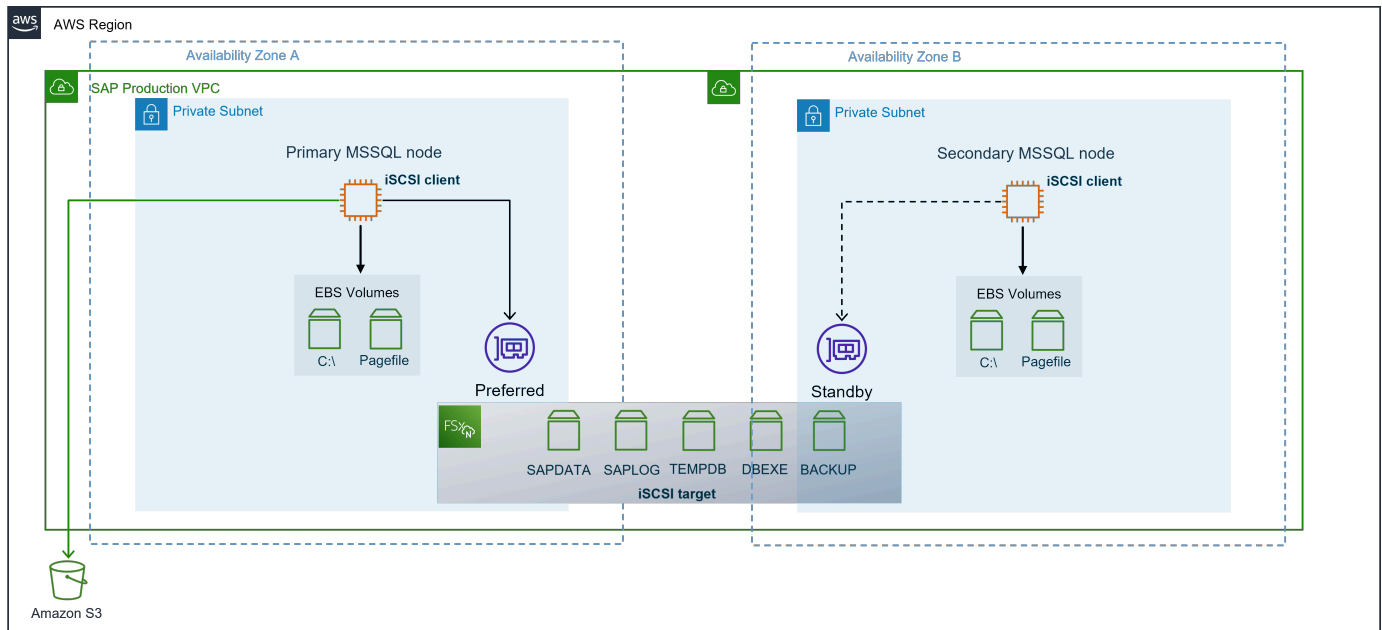 aws
AWS Region
Availability Zone A
Availability Zone B
SAP Production VPC
Private Subnet
Private Subnet
Primary MSSQL node
Secondary MSSQL node
iSCSI client
iSCSI client
EBS Volumes
C:\
Pagefile
EBS Volumes
C:\
Pagefile
Preferred
Standby
FSx
N
SAPDATA
SAPLOG
TEMPDB
DBEXE
BACKUP
iSCSI target
Amazon S3